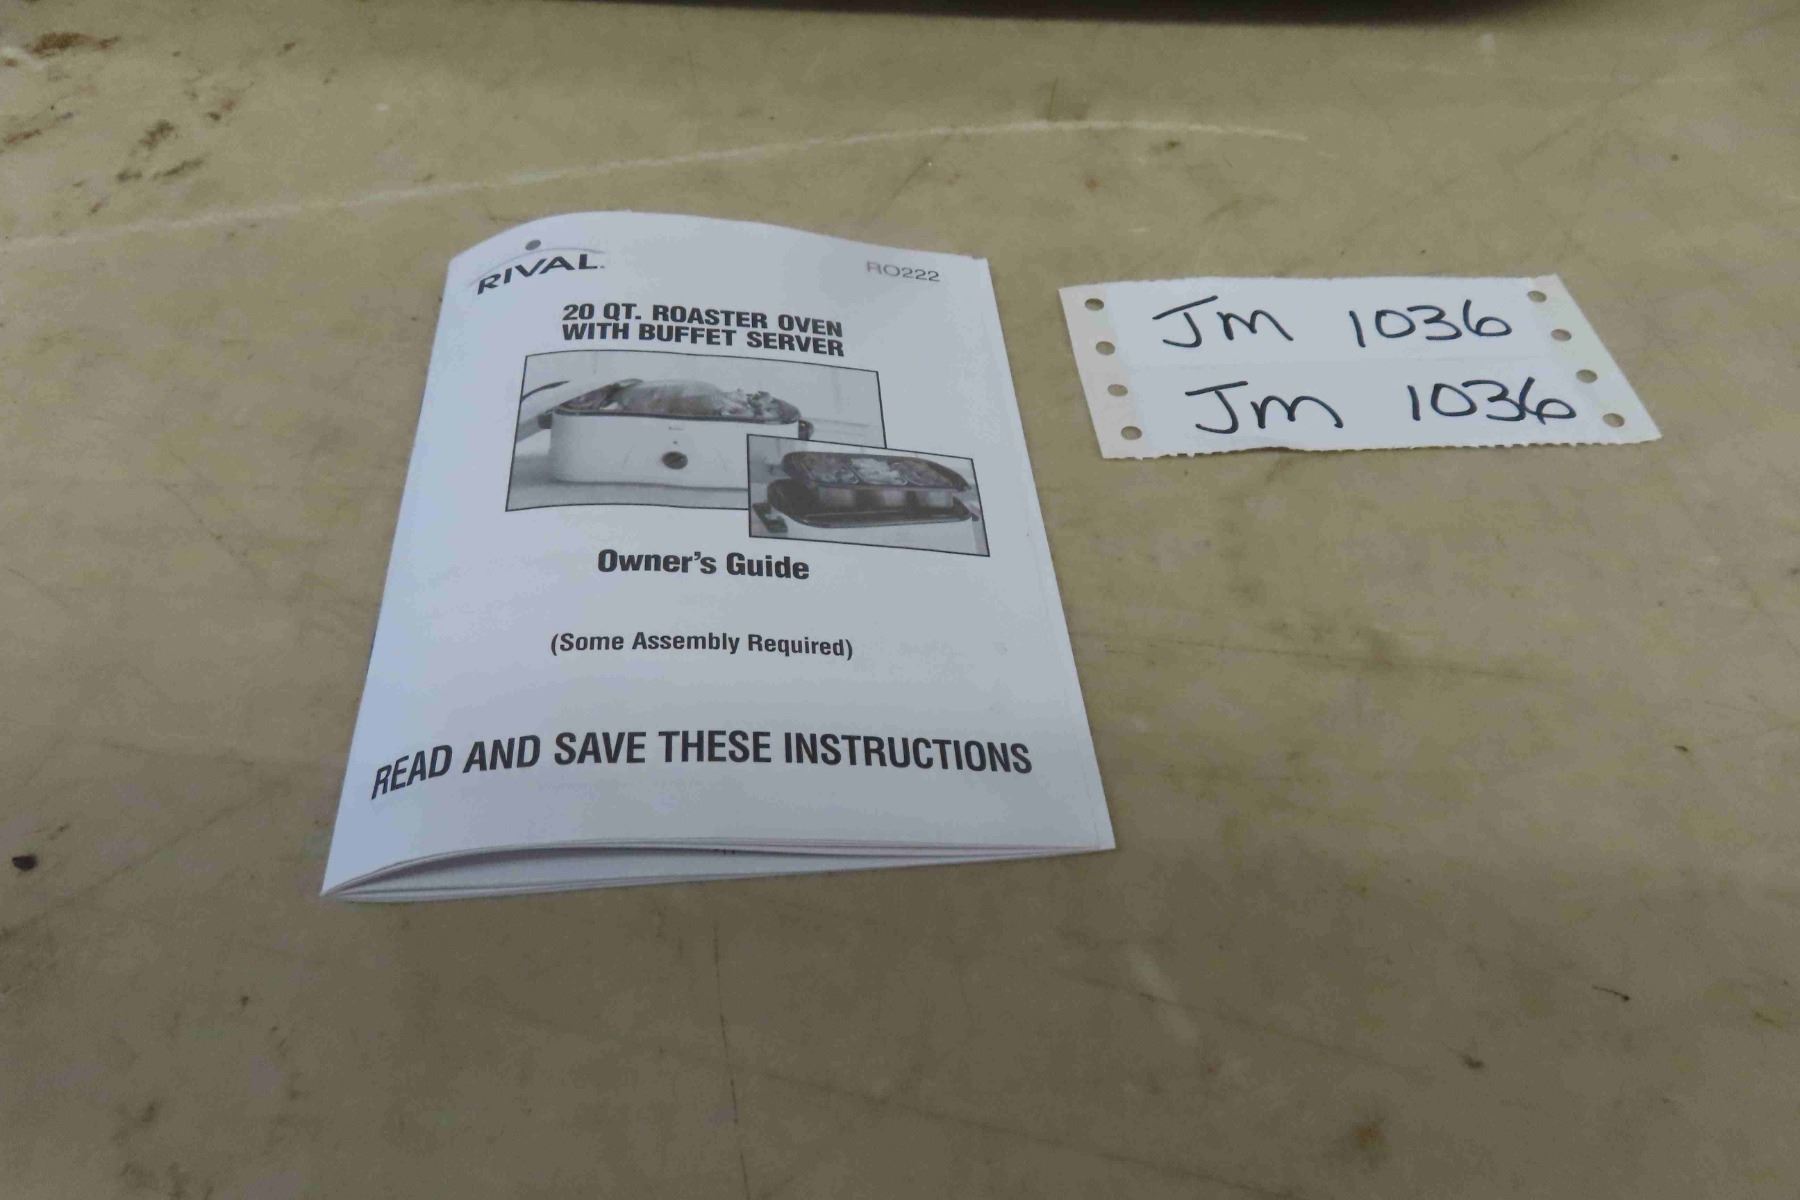 RIVAL.
RO222
20 QT. ROASTER OVEN
WITH BUFFET SERVER
Owner's Guide
(Some Assembly Required)
READ AND SAVE THESE INSTRUCTIONS
Jm 1036
Jm 1036